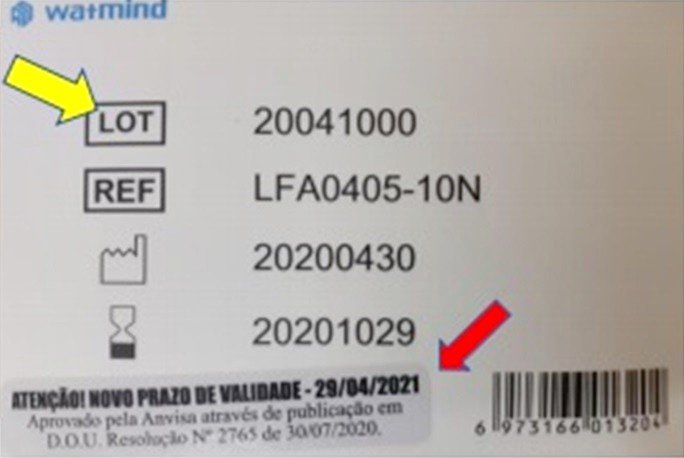 watmind
LOT 20041000
REF LFA0405-10N
20200430
20201029
ATENÇÃO! NOVO PRAZO DE VALIDADE - 29/04/2021
Aprovado pela Anvisa através de publicação em
D.O.U. Resolução Nº 2765 de 30/07/2020.
6 973166 013204